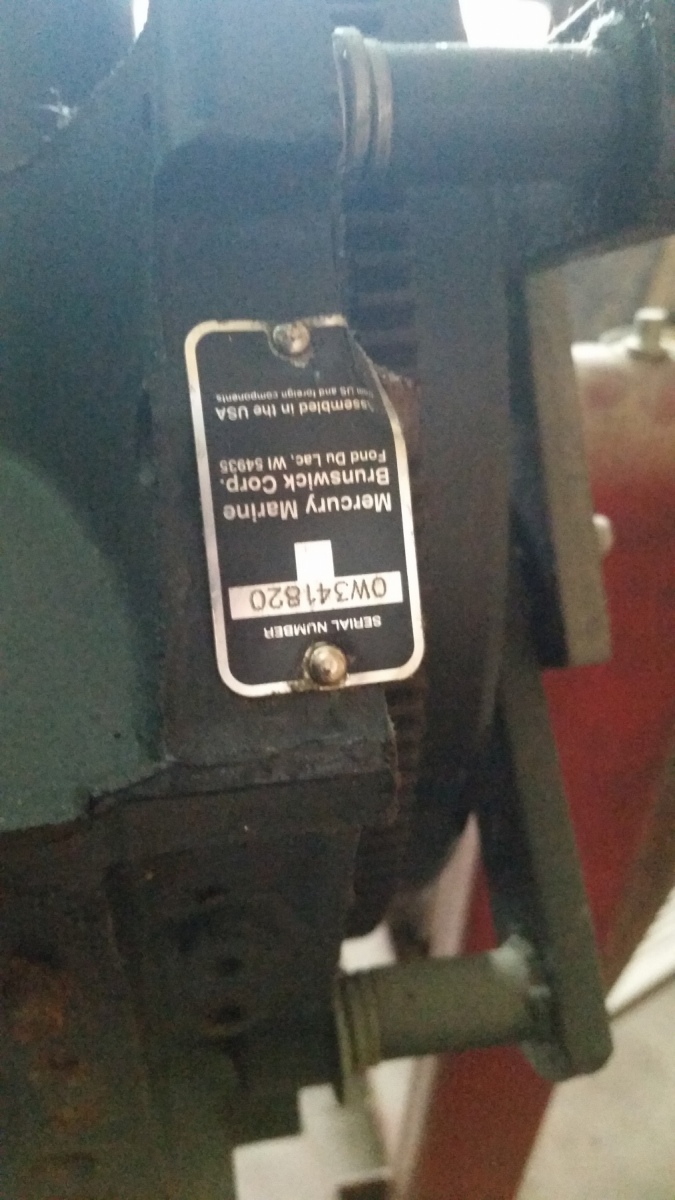 SERIAL NUMBER
0W341820
Mercury Marine
Brunswick Corp.
Fond Du Lac, WI 54935
Assembled in the USA
from US and foreign components